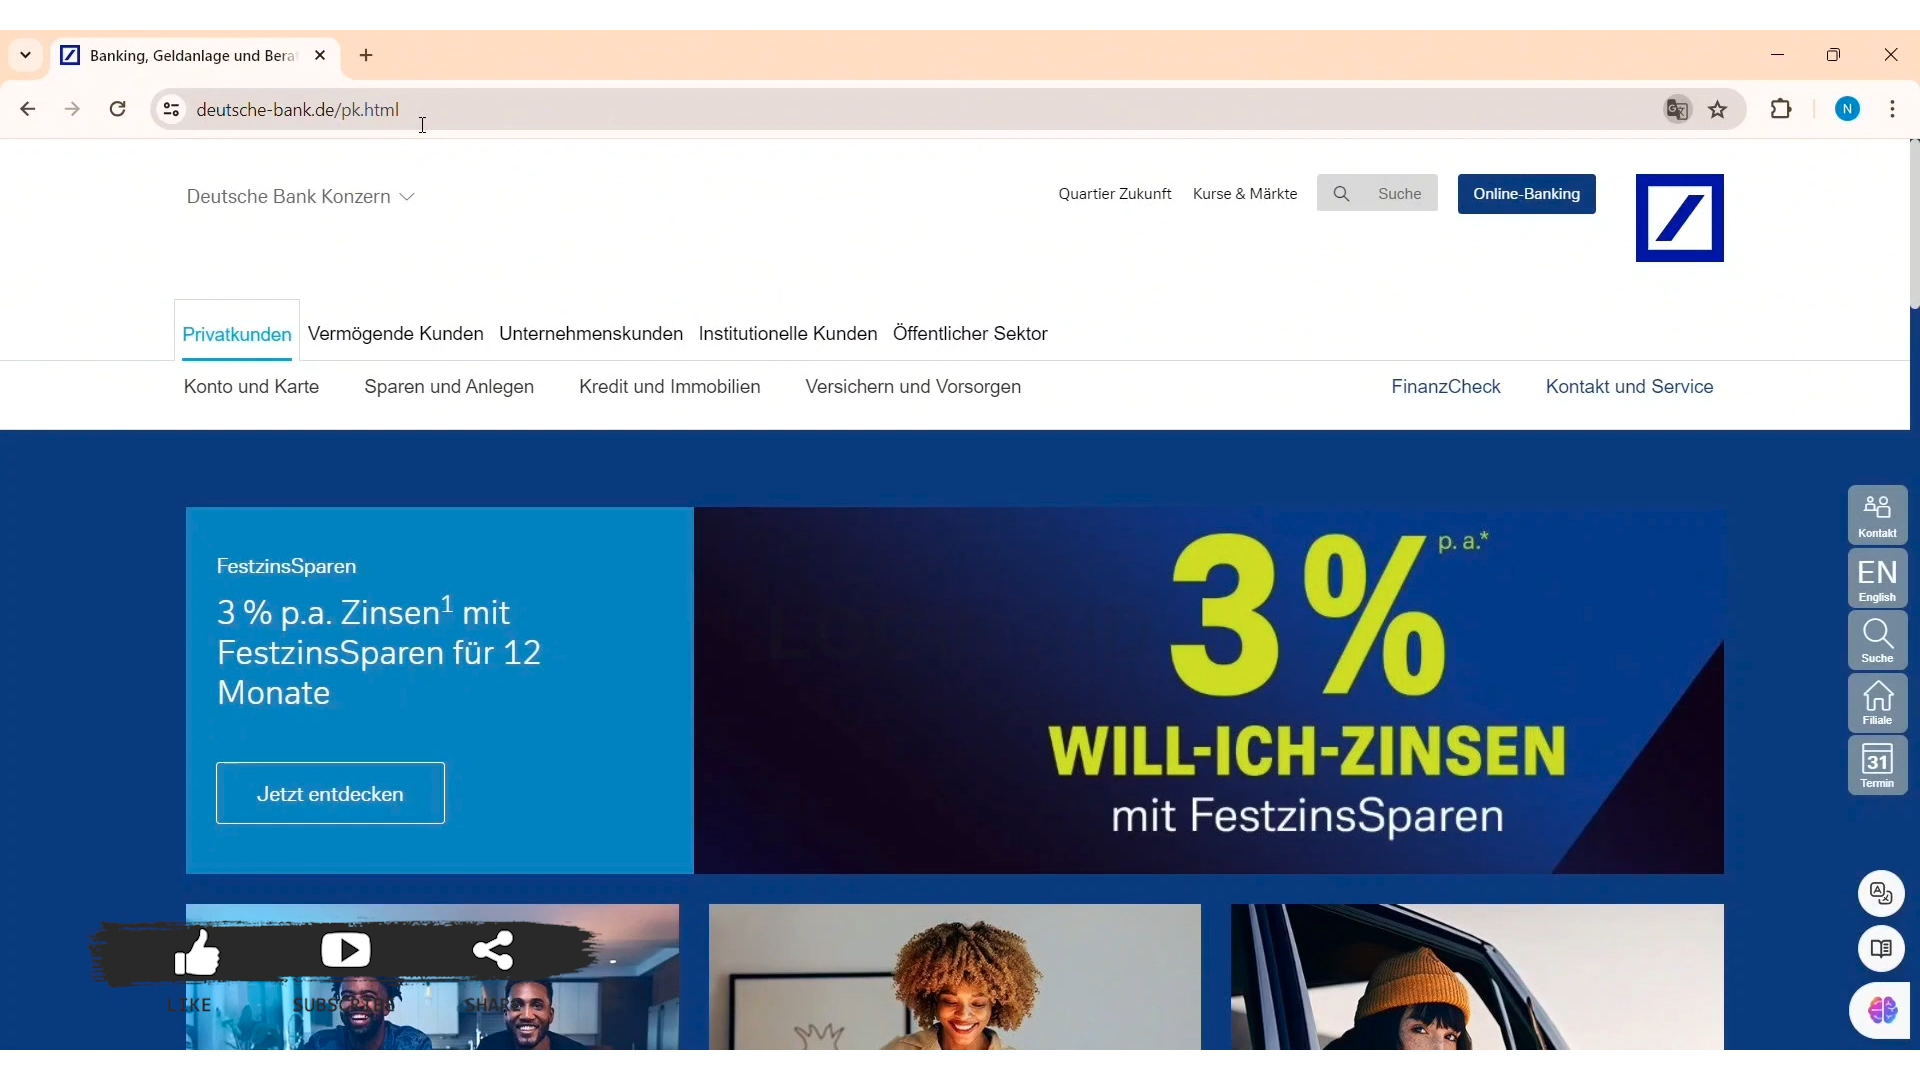 Banking, Geldanlage und Bera
deutsche-bank.de/pk.html
N
Deutsche Bank Konzern
Quartier Zukunft
Kurse & Märkte
Suche
Online-Banking
Privatkunden
Vermögende Kunden
Unternehmenskunden
Institutionelle Kunden
Öffentlicher Sektor
Konto und Karte
Sparen und Anlegen
Kredit und Immobilien
Versichern und Vorsorgen
FinanzCheck
Kontakt und Service
FestzinsSparen
3 % p.a. Zinsen¹ mit
FestzinsSparen für 12
Monate
Jetzt entdecken
3% p. a.*
WILL-ICH-ZINSEN
mit FestzinsSparen
Kontakt
EN
English
Suche
Filiale
31
Termin
LIKE
SUBSCRIBE
SHARE